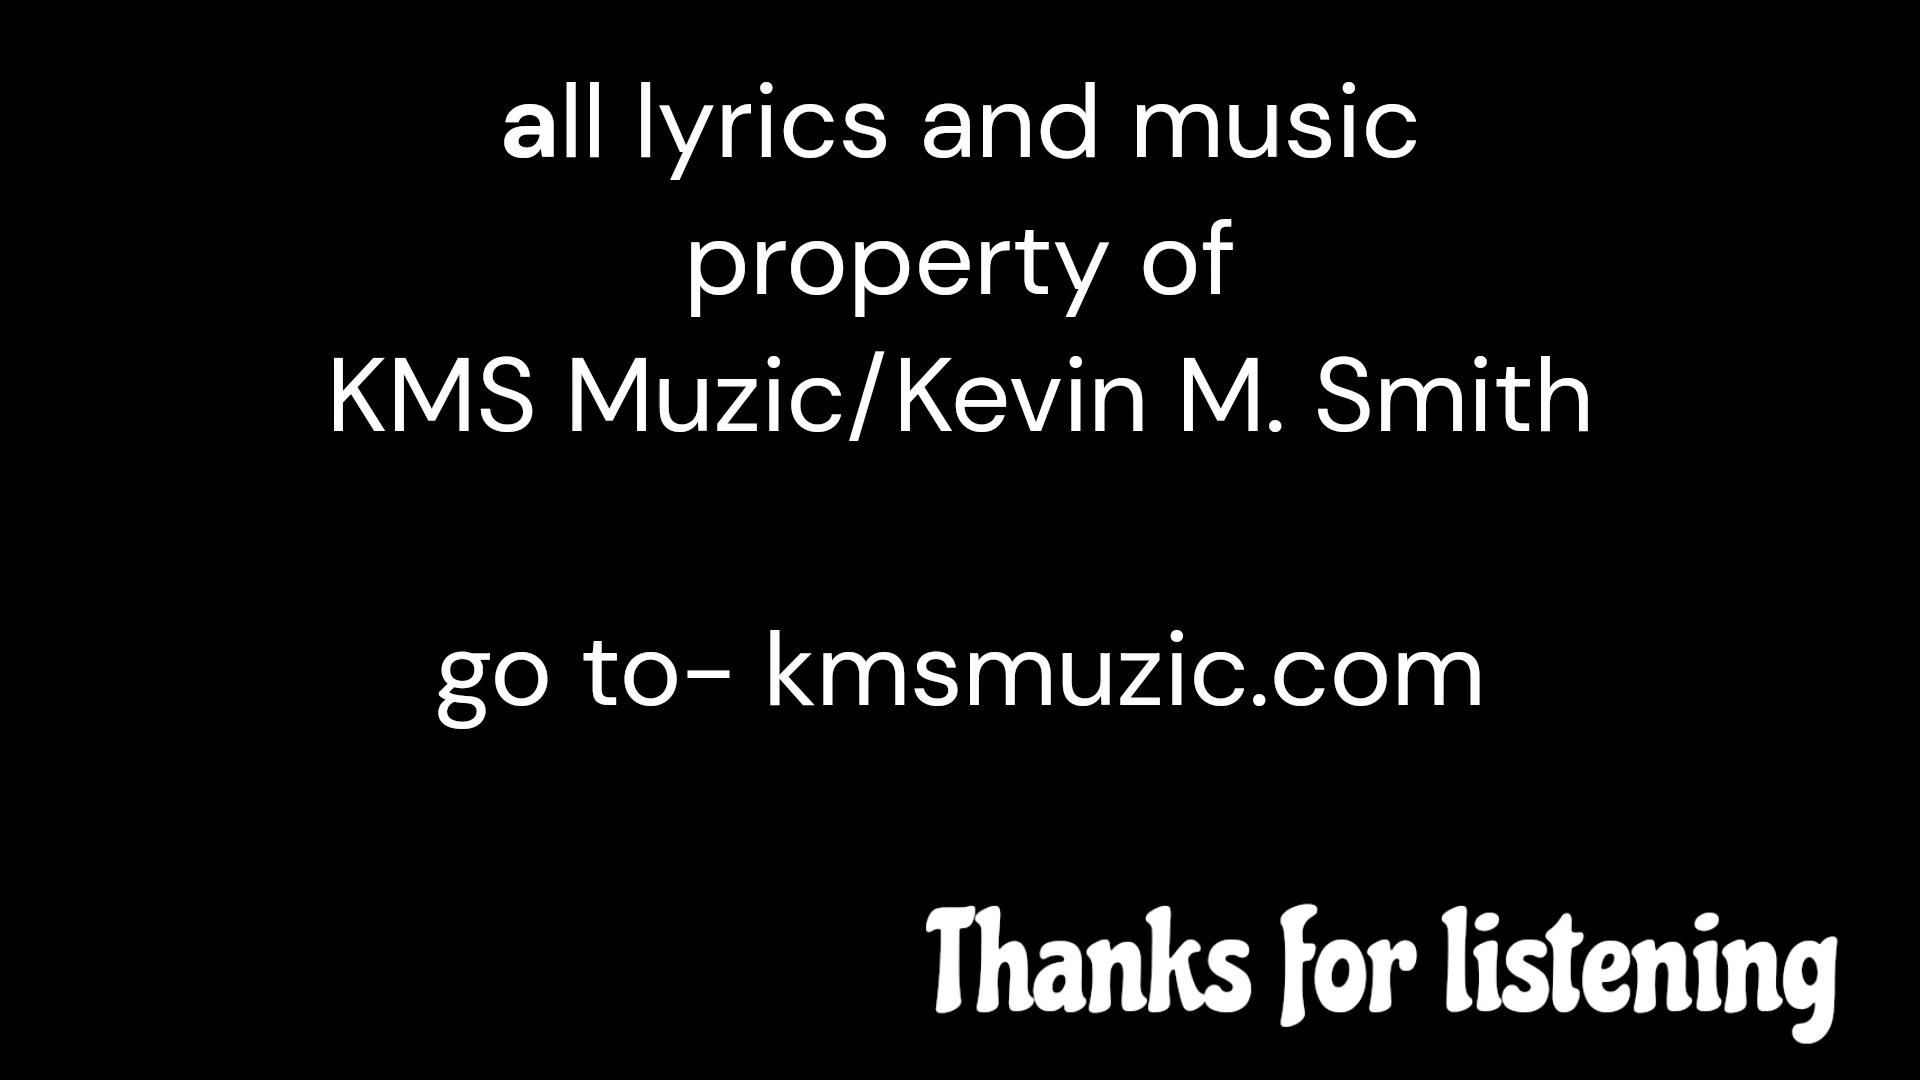 all lyrics and music
property of
KMS Muzic/Kevin M. Smith
go to- kmsmuzic.com
Thanks for listening